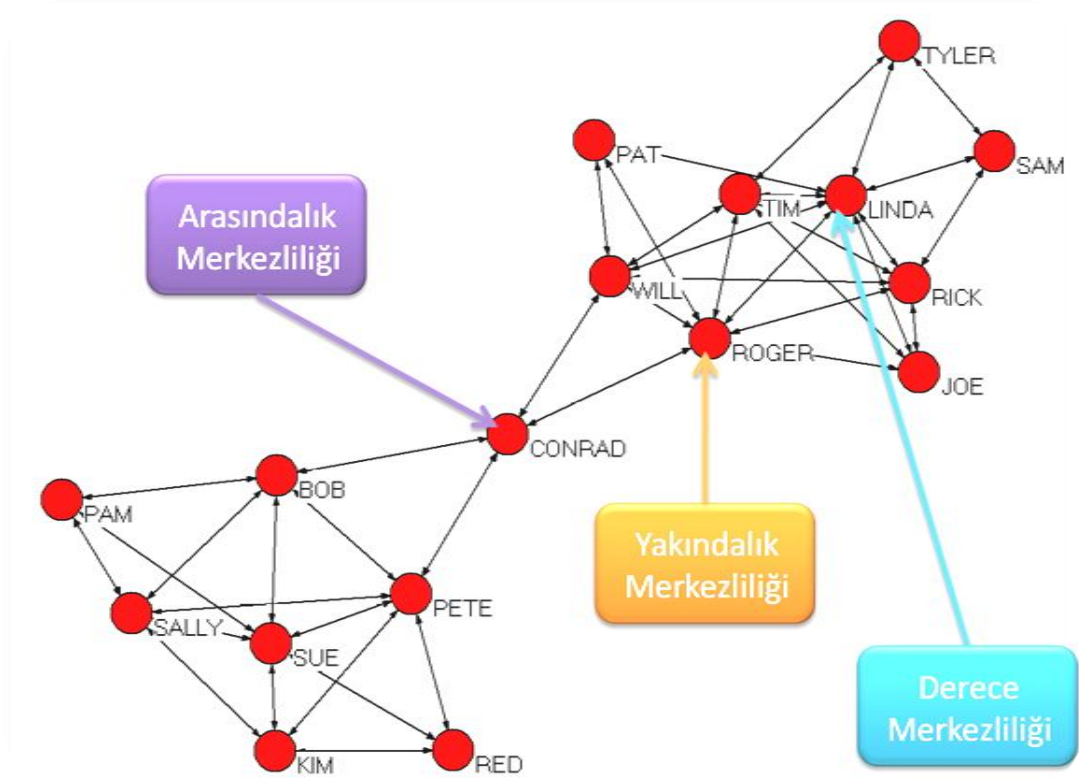 TYLER
PAT
SAM
Arasındalık
Merkezliliği
TIM
LINDA
WILL
RICK
ROGER
JOE
CONRAD
BOB
PAM
Yakındalık
Merkezliliği
PETE
SALLY
SUE
Derece
Merkezliliği
KIM
RED